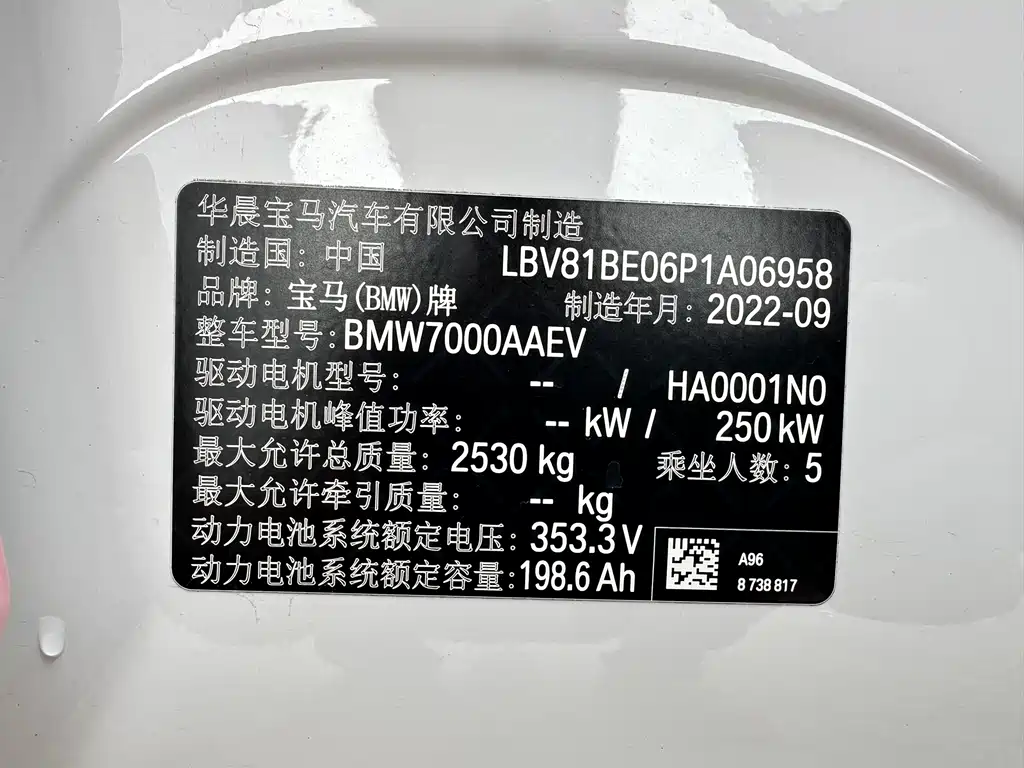 华晨宝马汽车有限公司制造
制造国: 中国 LBV81BE06P1A06958
品牌: 宝马(BMW)牌 制造年月: 2022-09
整车型号: BMW7000AAEV
驱动电机型号: -- / HA0001N0
驱动电机峰值功率: -- kW / 250 kW
最大允许总质量: 2530 kg 乘坐人数: 5
最大允许牵引质量: -- kg
动力电池系统额定电压: 353.3 V
动力电池系统额定容量: 198.6 Ah
A96
8 738 817